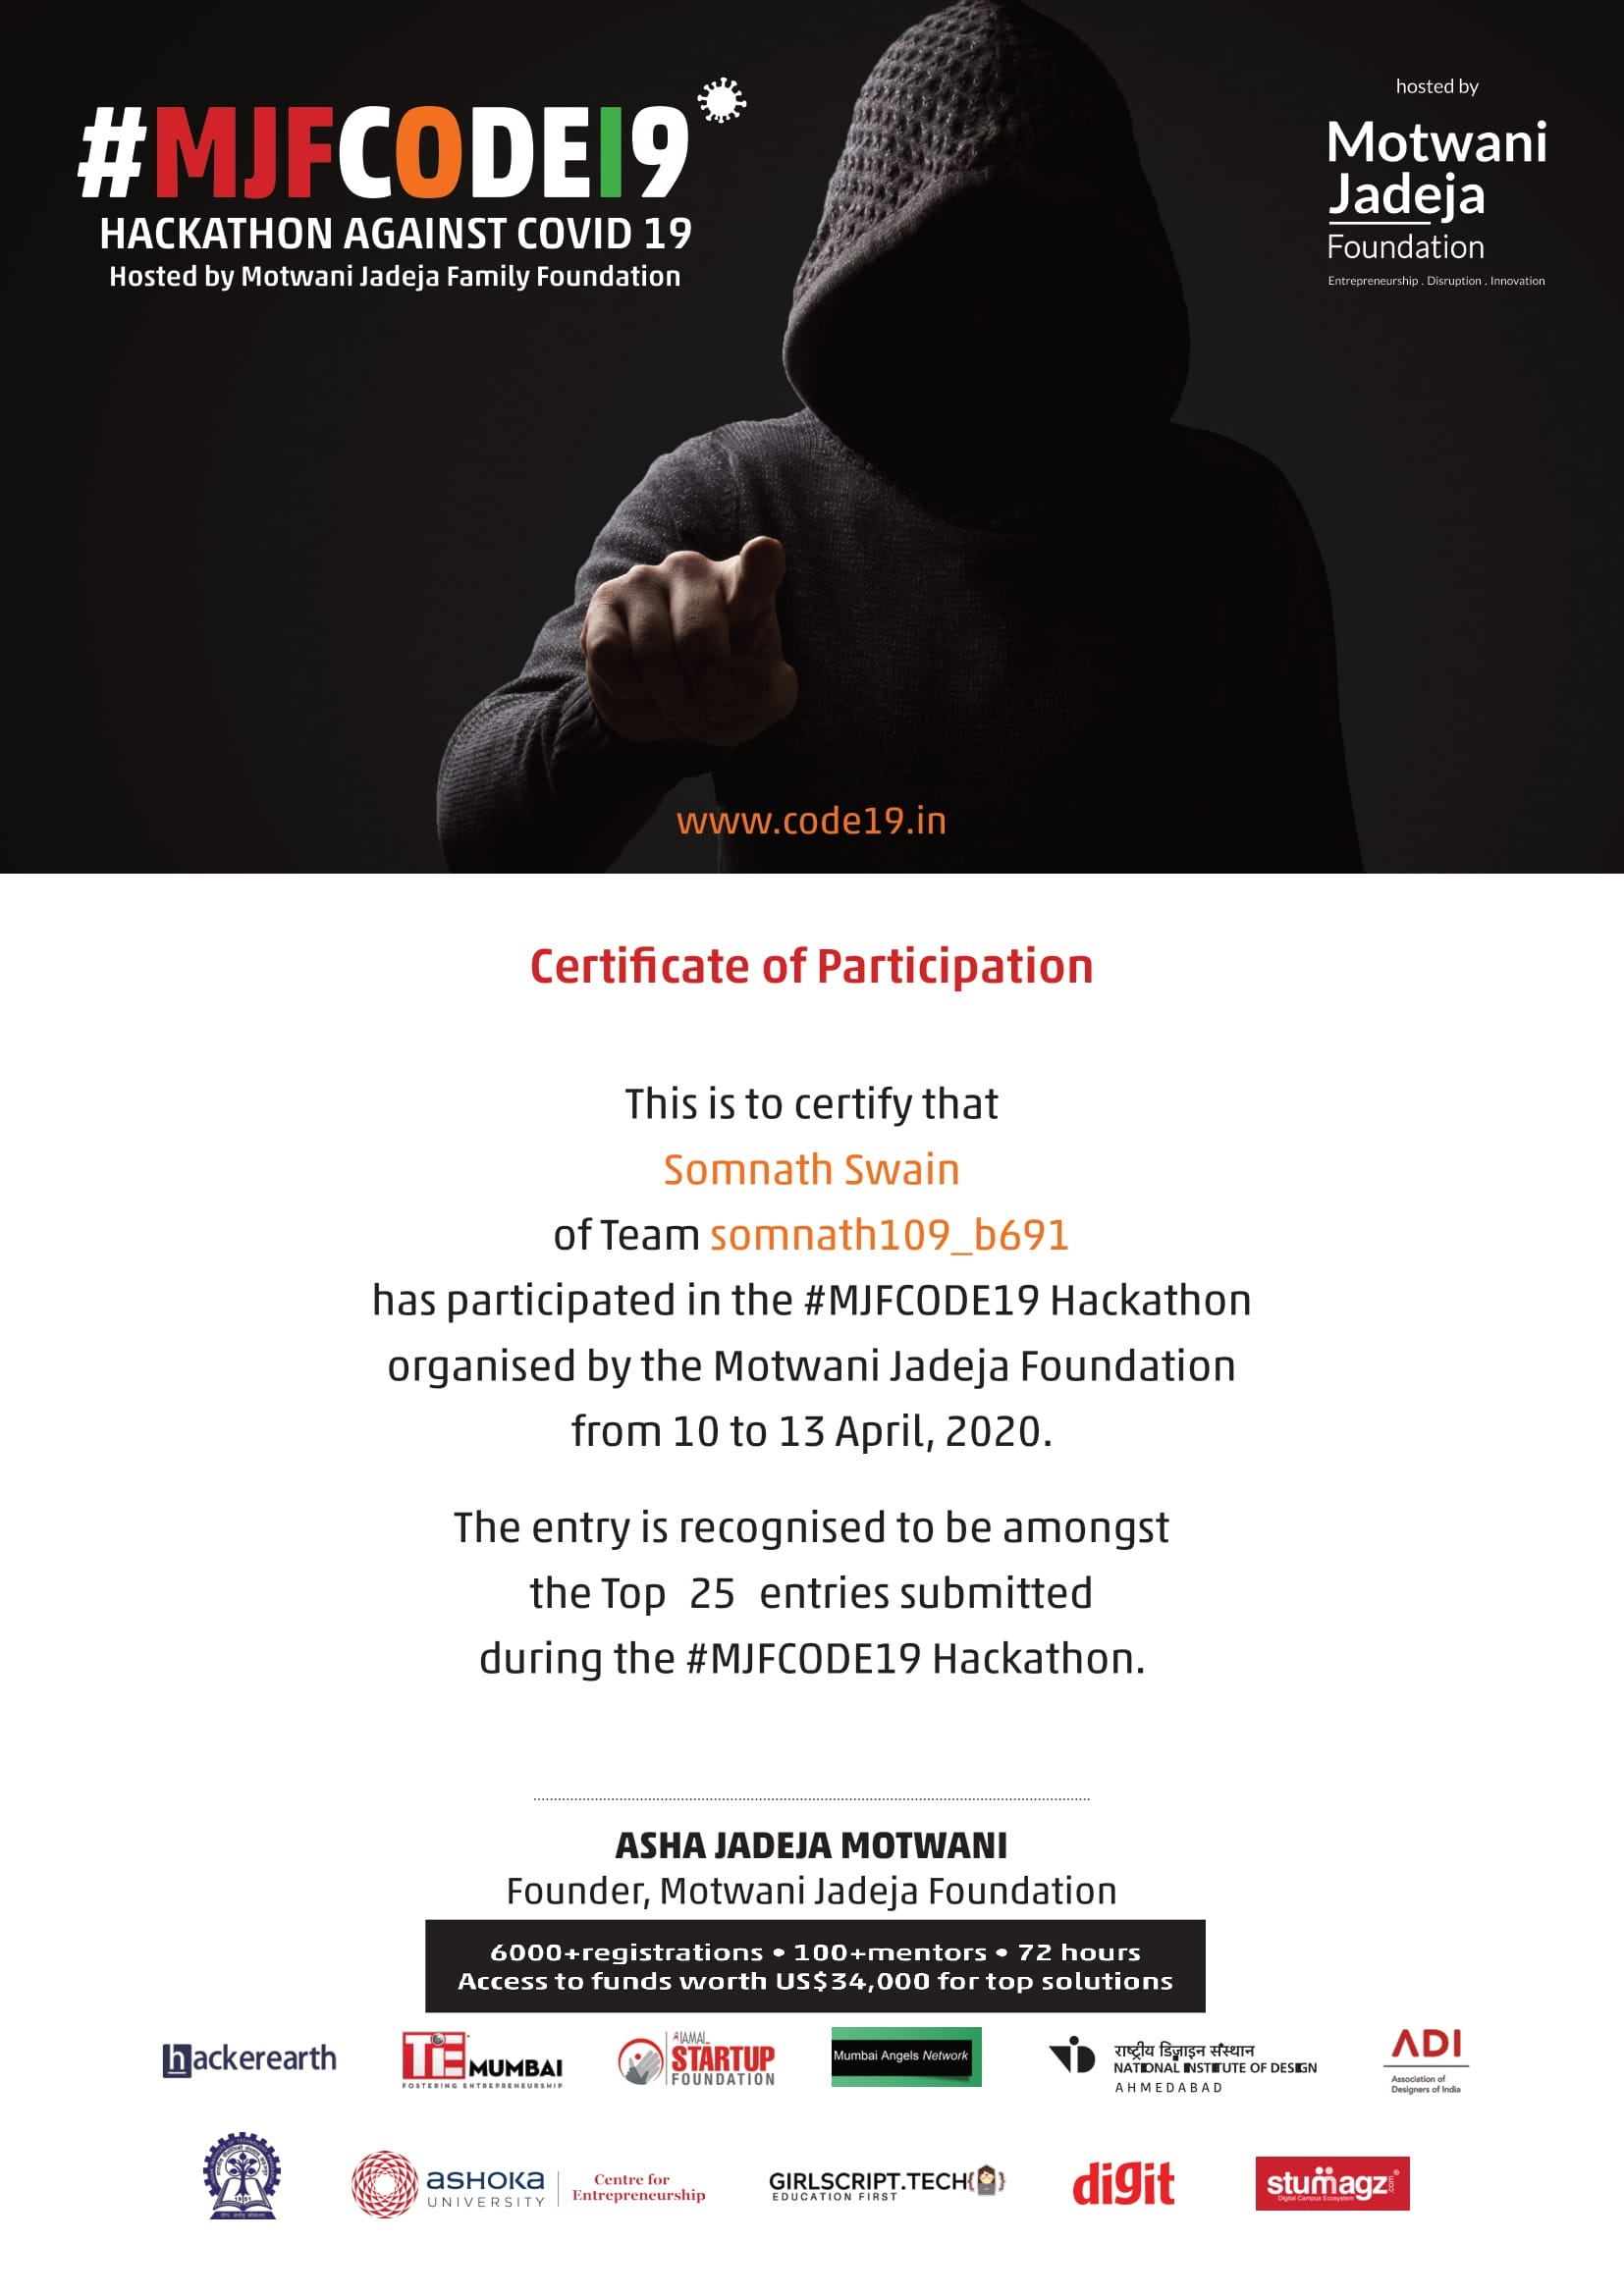 #MJFCODE19
HACKATHON AGAINST COVID 19
Hosted by Motwani Jadeja Family Foundation
hosted by
Motwani
Jadeja
Foundation
Entrepreneurship . Disruption . Innovation
www.code19.in
Certificate of Participation
This is to certify that
Somnath Swain
of Team somnath109_b691
has participated in the #MJFCODE19 Hackathon
organised by the Motwani Jadeja Foundation
from 10 to 13 April, 2020.
The entry is recognised to be amongst
the Top 25 entries submitted
during the #MJFCODE19 Hackathon.
ASHA JADEJA MOTWANI
Founder, Motwani Jadeja Foundation
6000+registrations • 100+mentors • 72 hours
Access to funds worth US$34,000 for top solutions
hackerearth
TiE MUMBAI
FOSTERING ENTREPRENEURSHIP
IAMAI
STARTUP
FOUNDATION
Mumbai Angels Network
राष्ट्रीय डिज़ाइन संस्थान
NATIONAL INSTITUTE OF DESIGN
AHMEDABAD
ADI
Association of
Designers of India
1951
ASHOKA
UNIVERSITY
Centre for
Entrepreneurship
GIRLSCRIPT.TECH
EDUCATION FIRST
digit
stumagz.com®
Digital Campus Ecosystem